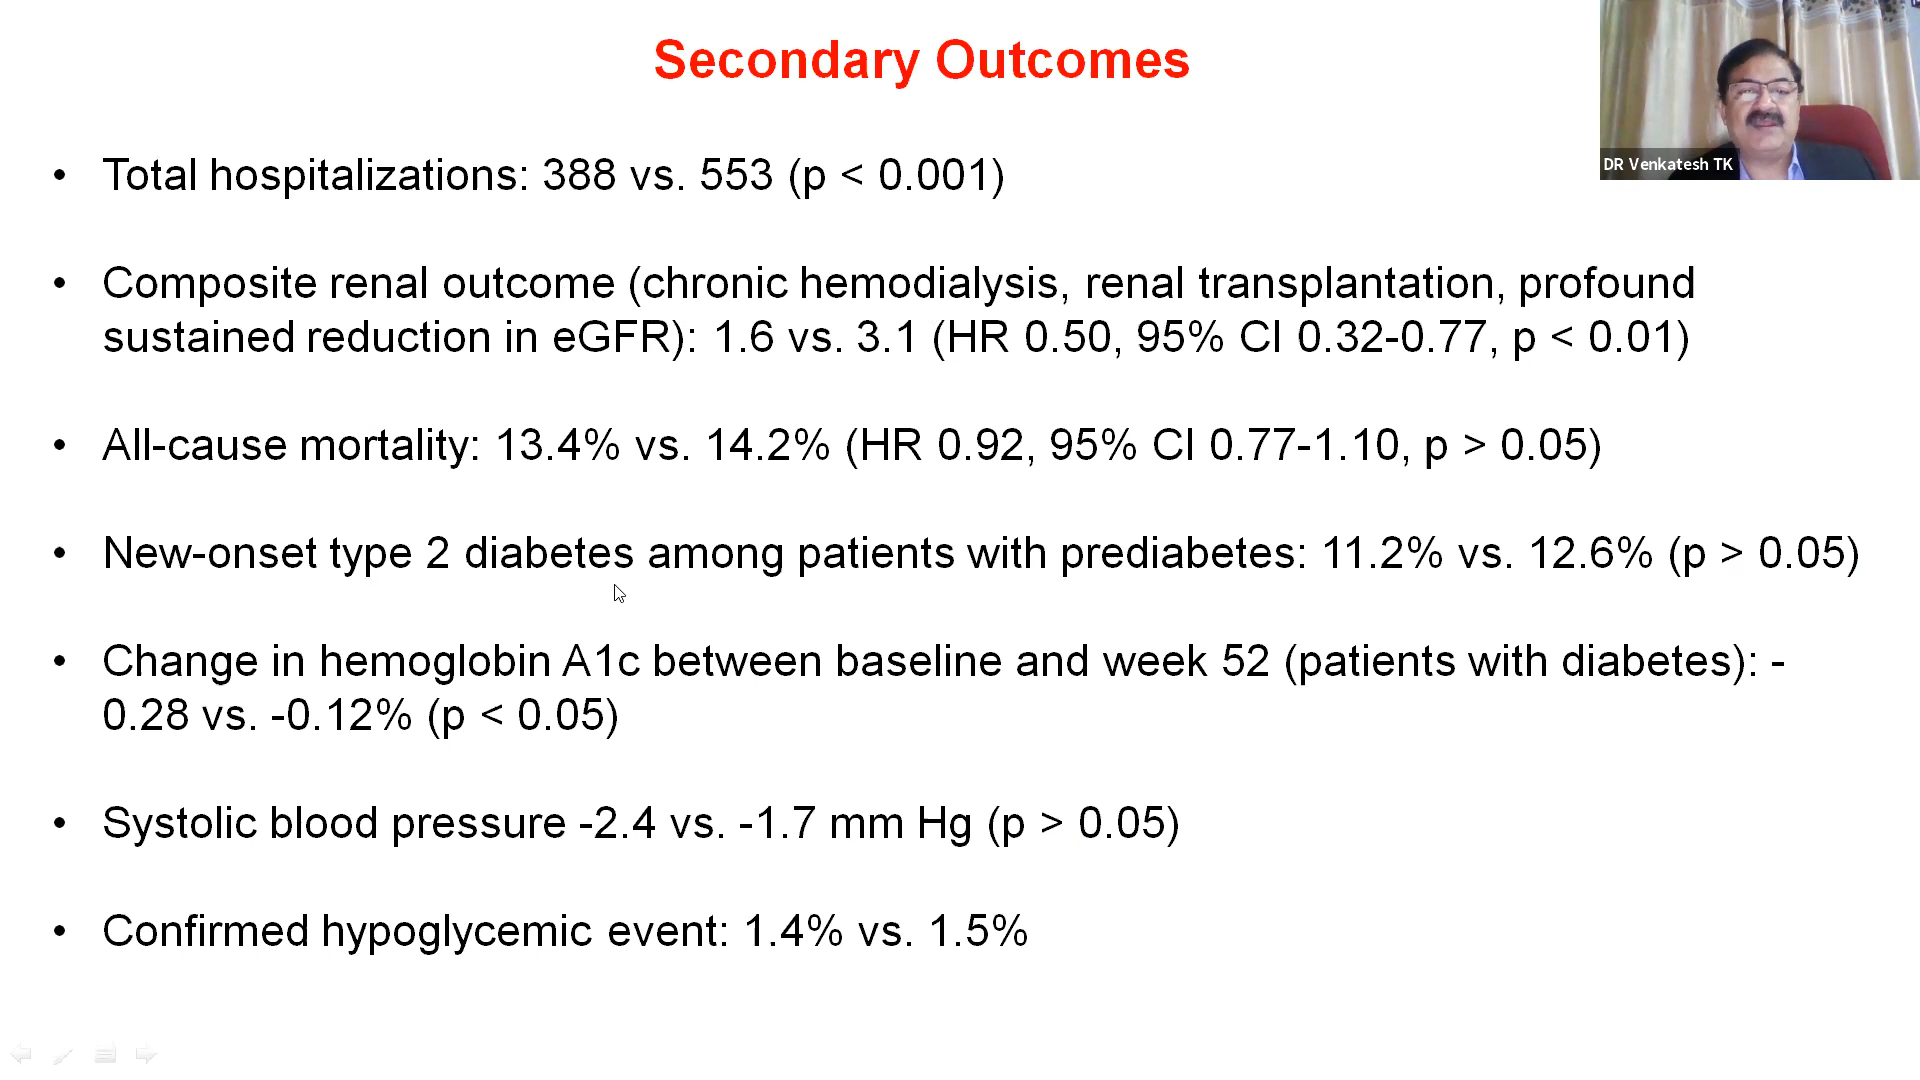 Secondary Outcomes
DR Venkatesh TK
• Total hospitalizations: 388 vs. 553 (p < 0.001)
• Composite renal outcome (chronic hemodialysis, renal transplantation, profound
sustained reduction in eGFR): 1.6 vs. 3.1 (HR 0.50, 95% CI 0.32-0.77, p < 0.01)
• All-cause mortality: 13.4% vs. 14.2% (HR 0.92, 95% CI 0.77-1.10, p > 0.05)
• New-onset type 2 diabetes among patients with prediabetes: 11.2% vs. 12.6% (p > 0.05)
• Change in hemoglobin A1c between baseline and week 52 (patients with diabetes): -
0.28 vs. -0.12% (p < 0.05)
• Systolic blood pressure -2.4 vs. -1.7 mm Hg (p > 0.05)
• Confirmed hypoglycemic event: 1.4% vs. 1.5%